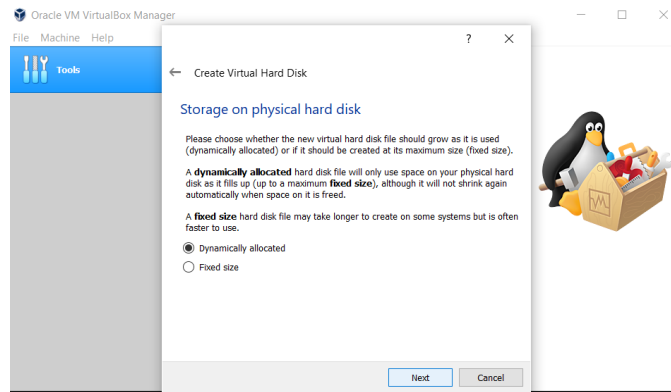 Oracle VM VirtualBox Manager
File Machine Help
? 
Tools
Create Virtual Hard Disk
Storage on physical hard disk
Please choose whether the new virtual hard disk file should grow as it is used
(dynamically allocated) or if it should be created at its maximum size (fixed size).
A dynamically allocated hard disk file will only use space on your physical hard
disk as it fills up (up to a maximum fixed size), although it will not shrink again
automatically when space on it is freed.
A fixed size hard disk file may take longer to create on some systems but is often
faster to use.
Dynamically allocated
Fixed size
Next Cancel